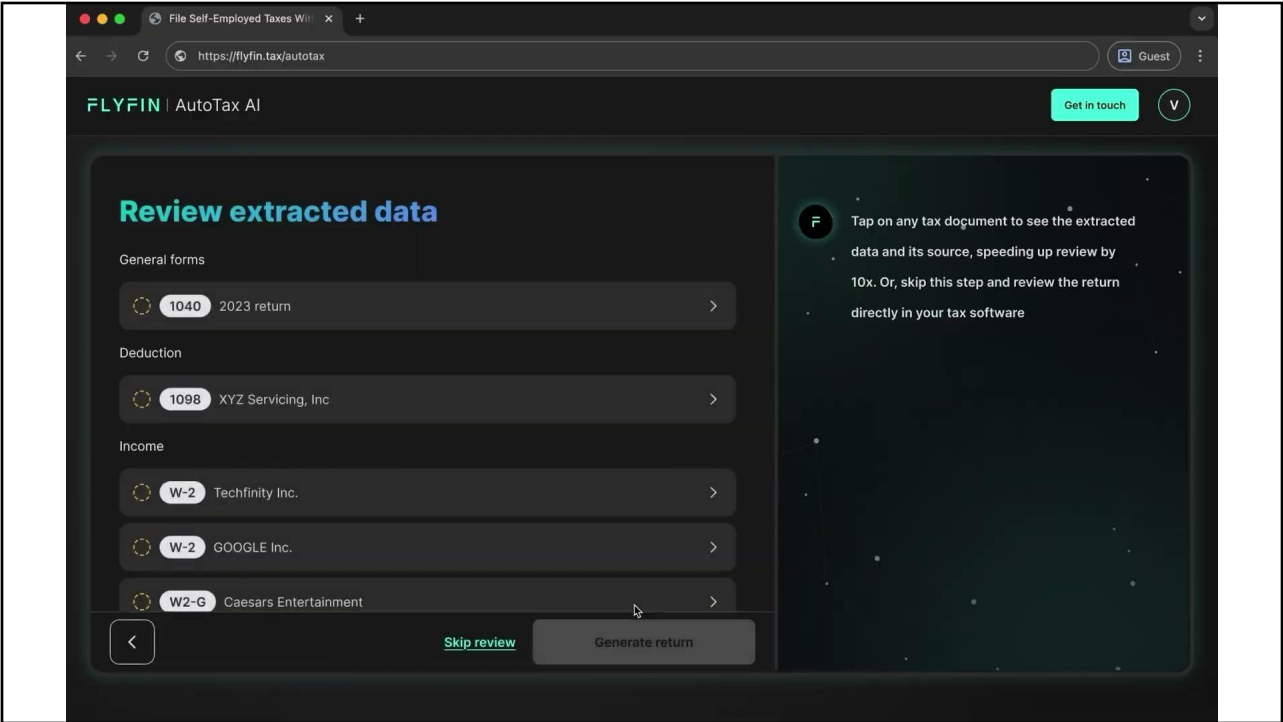 File Self-Employed Taxes Wit
https://flyfin.tax/autotax
Guest
FLYFIN | AutoTax AI
Get in touch
V
Review extracted data
General forms
1040 2023 return
Deduction
1098 XYZ Servicing, Inc
Income
W-2 Techfinity Inc.
W-2 GOOGLE Inc.
W2-G Caesars Entertainment
Skip review
Generate return
F
Tap on any tax document to see the extracted
data and its source, speeding up review by
10x. Or, skip this step and review the return
directly in your tax software